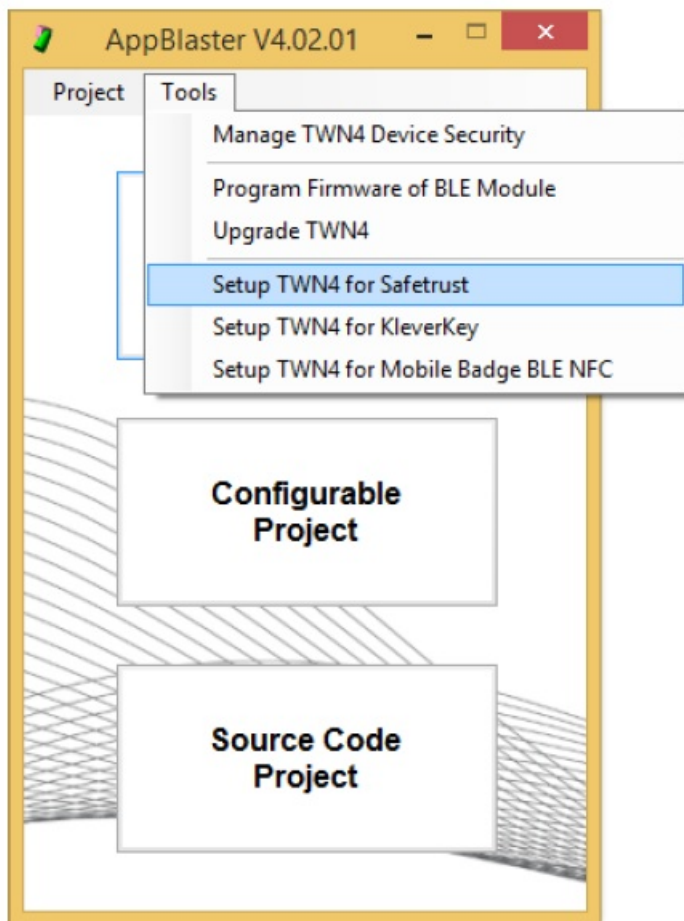 AppBlaster V4.02.01
Project Tools
Manage TWN4 Device Security
Program Firmware of BLE Module
Upgrade TWN4
Setup TWN4 for Safetrust
Setup TWN4 for KleverKey
Setup TWN4 for Mobile Badge BLE NFC
Configurable
Project
Source Code
Project